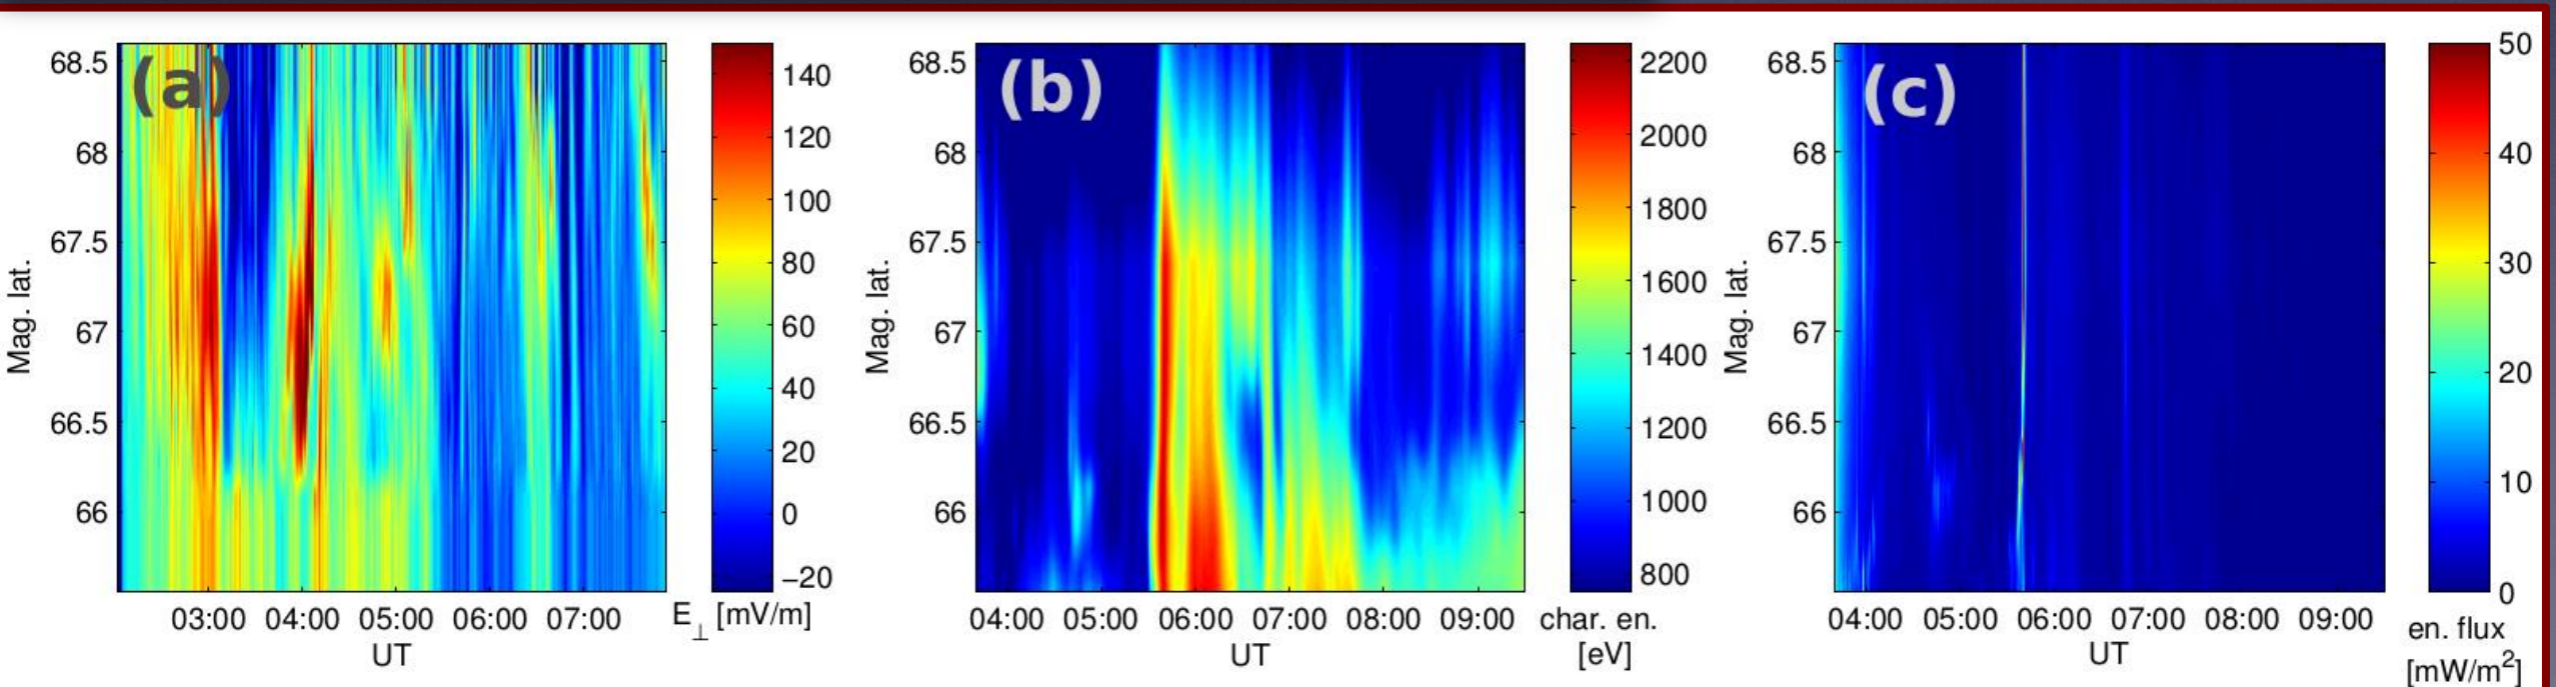 (a)
68.5
68
67.5
67
66.5
66
Mag. lat.
03:00 04:00 05:00 06:00 07:00
UT
140
120
100
80
60
40
20
0
−20
E⊥ [mV/m]
(b)
68.5
68
67.5
67
66.5
66
Mag. lat.
04:00 05:00 06:00 07:00 08:00 09:00
UT
2200
2000
1800
1600
1400
1200
1000
800
char. en.
[eV]
(c)
68.5
68
67.5
67
66.5
66
Mag. lat.
04:00 05:00 06:00 07:00 08:00 09:00
UT
50
40
30
20
10
0
en. flux
[mW/m²]